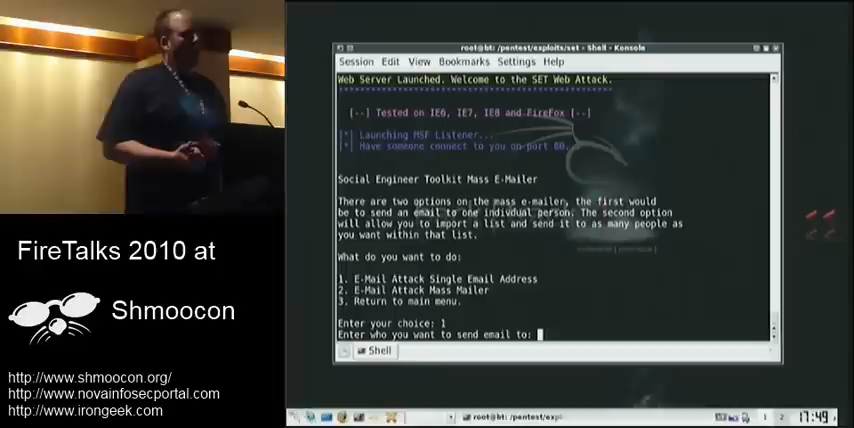 FireTalks 2010 at
Shmoocon
http://www.shmoocon.org/
http://www.novainfosecportal.com/
http://www.irongeek.com
root@bt: /pentest/exploits/set - Shell - Konsole
Session Edit View Bookmarks Settings Help
Web Server Launched. Welcome to the SET Web Attack.
[--] Tested on IE6, IE7, IE8 and FireFox [--]
[*] Launching MSF Listener...
[*] Have someone connect to you on port 80.
Social Engineer Toolkit Mass E-Mailer
There are two options on the mass e-mailer, the first would
be to send an email to one individual person. The second option
will allow you to import a list and send it to as many people as
you want within that list.
What do you want to do:
1. E-Mail Attack Single Email Address
2. E-Mail Attack Mass Mailer
3. Return to main menu.
Enter your choice: 1
Enter who you want to send email to:
Shell
root@bt: /pentest/expl
1 2 17:49